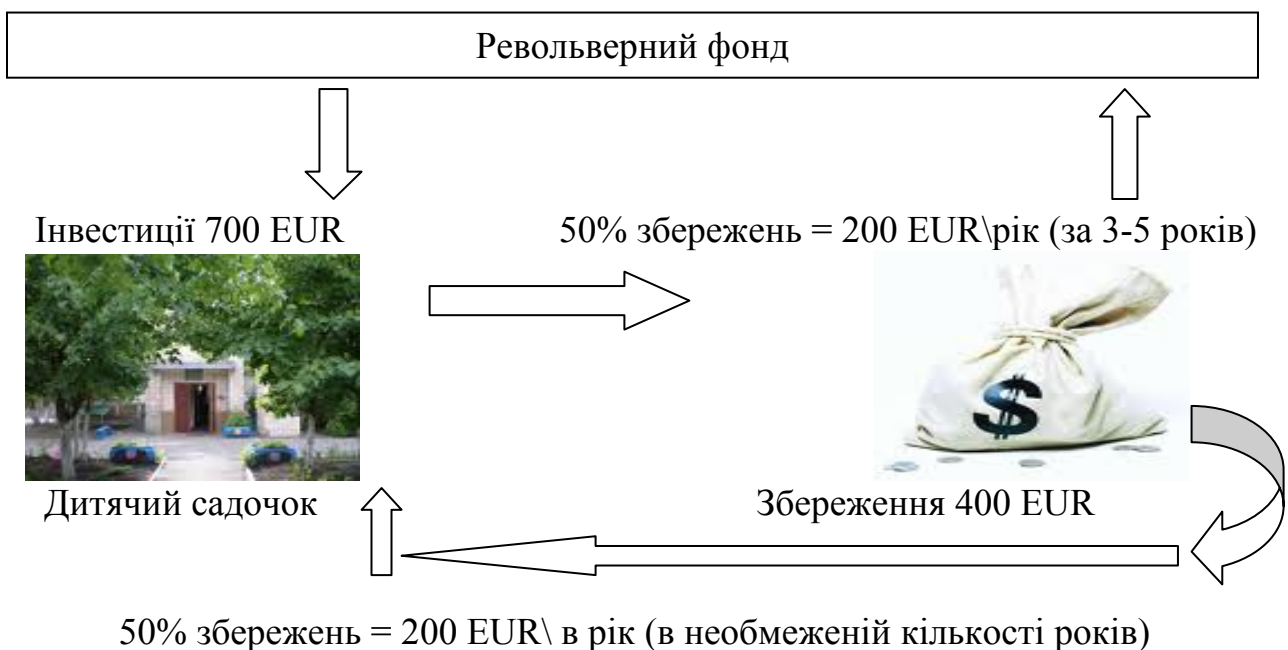 Револьверний фонд
Інвестиції 700 EUR
50% збережень = 200 EUR\рік (за 3-5 років)
$
Дитячий садочок
Збереження 400 EUR
50% збережень = 200 EUR\ в рік (в необмеженій кількості років)